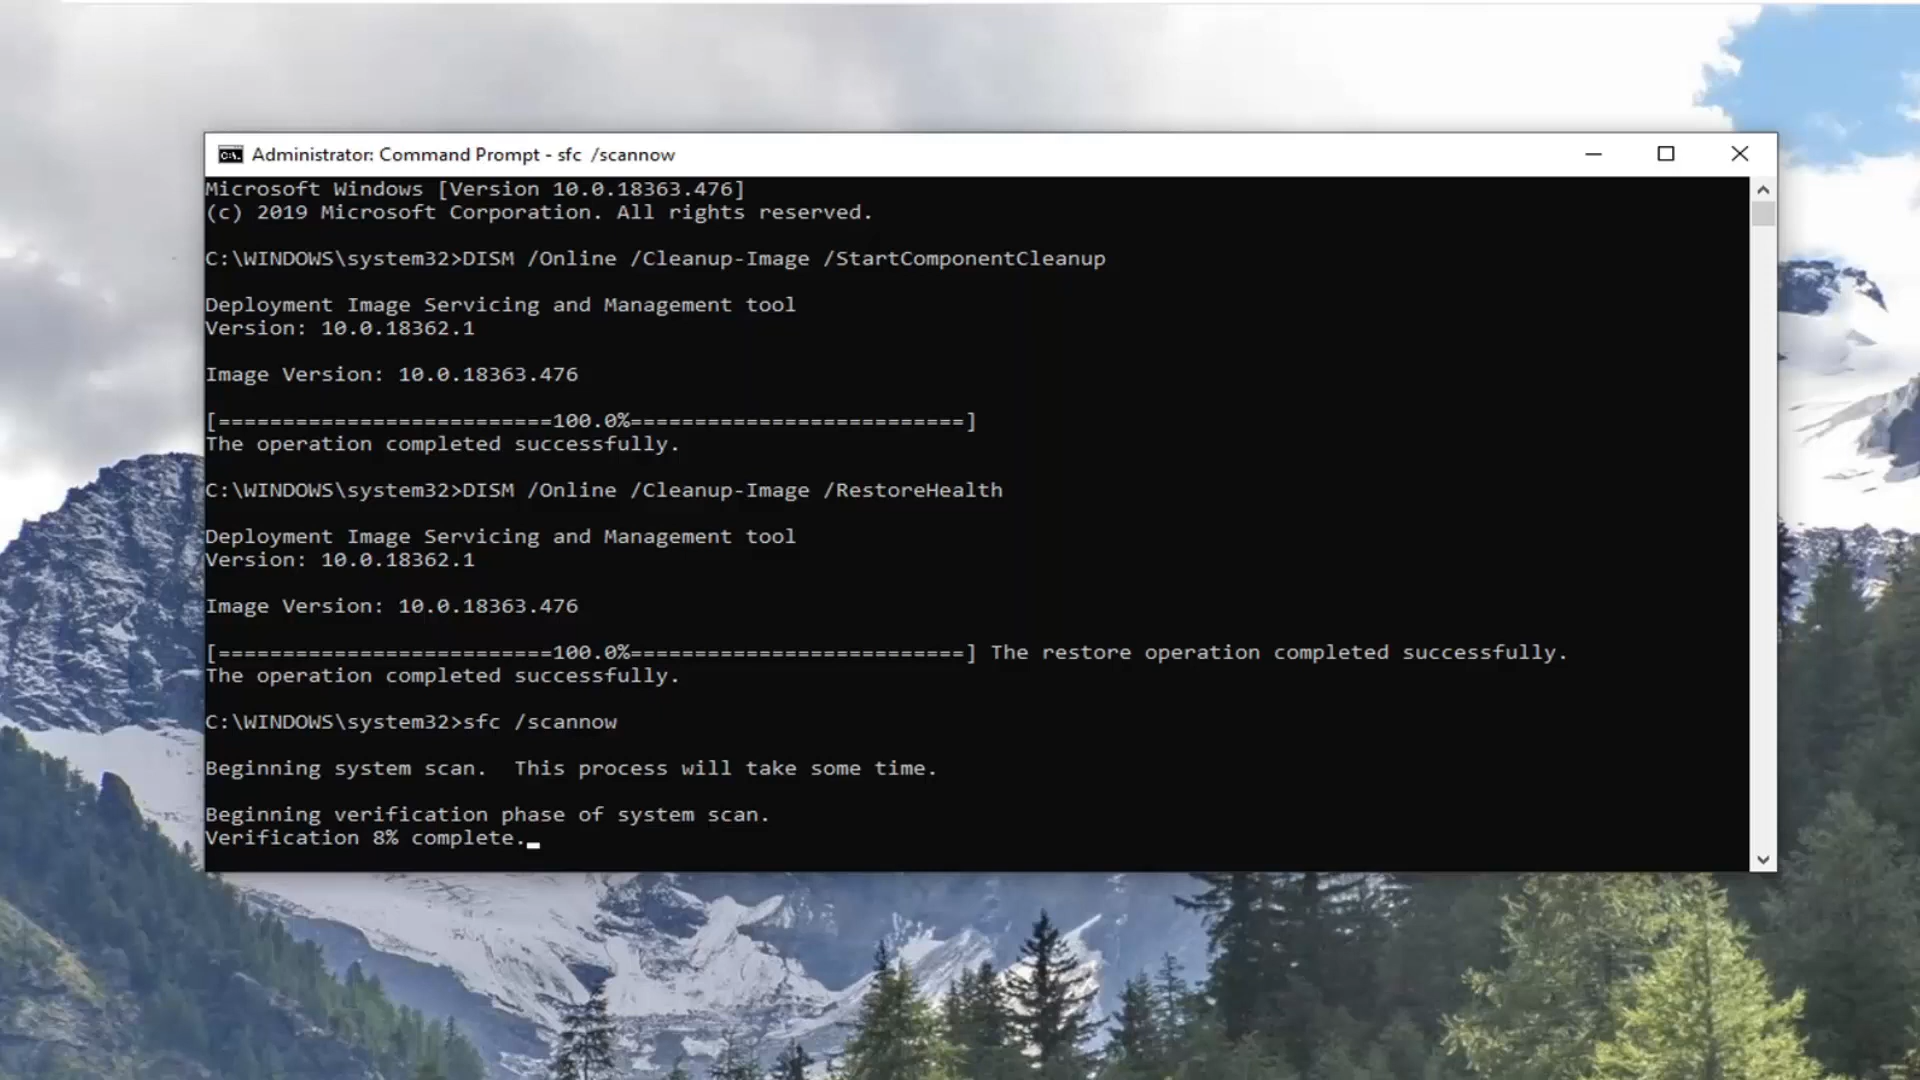 Administrator: Command Prompt - sfc  /scannow
Microsoft Windows [Version 10.0.18363.476]
(c) 2019 Microsoft Corporation. All rights reserved.
C:\WINDOWS\system32>DISM /Online /Cleanup-Image /StartComponentCleanup
Deployment Image Servicing and Management tool
Version: 10.0.18362.1
Image Version: 10.0.18363.476
[==========================100.0%==========================]
The operation completed successfully.
C:\WINDOWS\system32>DISM /Online /Cleanup-Image /RestoreHealth
Deployment Image Servicing and Management tool
Version: 10.0.18362.1
Image Version: 10.0.18363.476
[==========================100.0%==========================] The restore operation completed successfully.
The operation completed successfully.
C:\WINDOWS\system32>sfc /scannow
Beginning system scan.  This process will take some time.
Beginning verification phase of system scan.
Verification 8% complete.